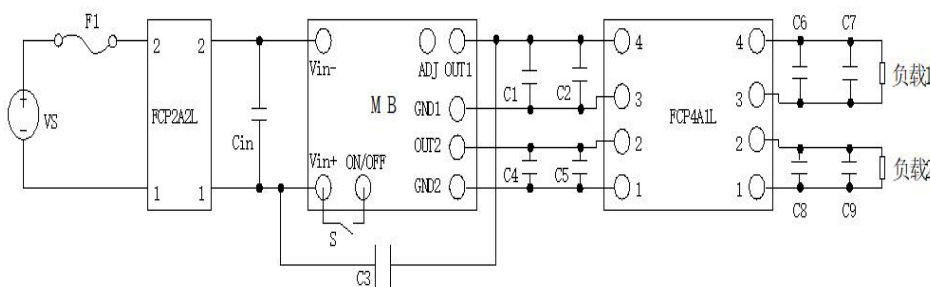 F1
VS
2
2
FCP2A2L
1
1
Cin
Vin-
ADJ OUT1
M B
GND1
OUT2
Vin+
ON/OFF
GND2
S
C3
C1
C2
C4
C5
4
3
2
1
FCP4A1L
4
3
2
1
C6
C7
负载1
负载2
C8
C9